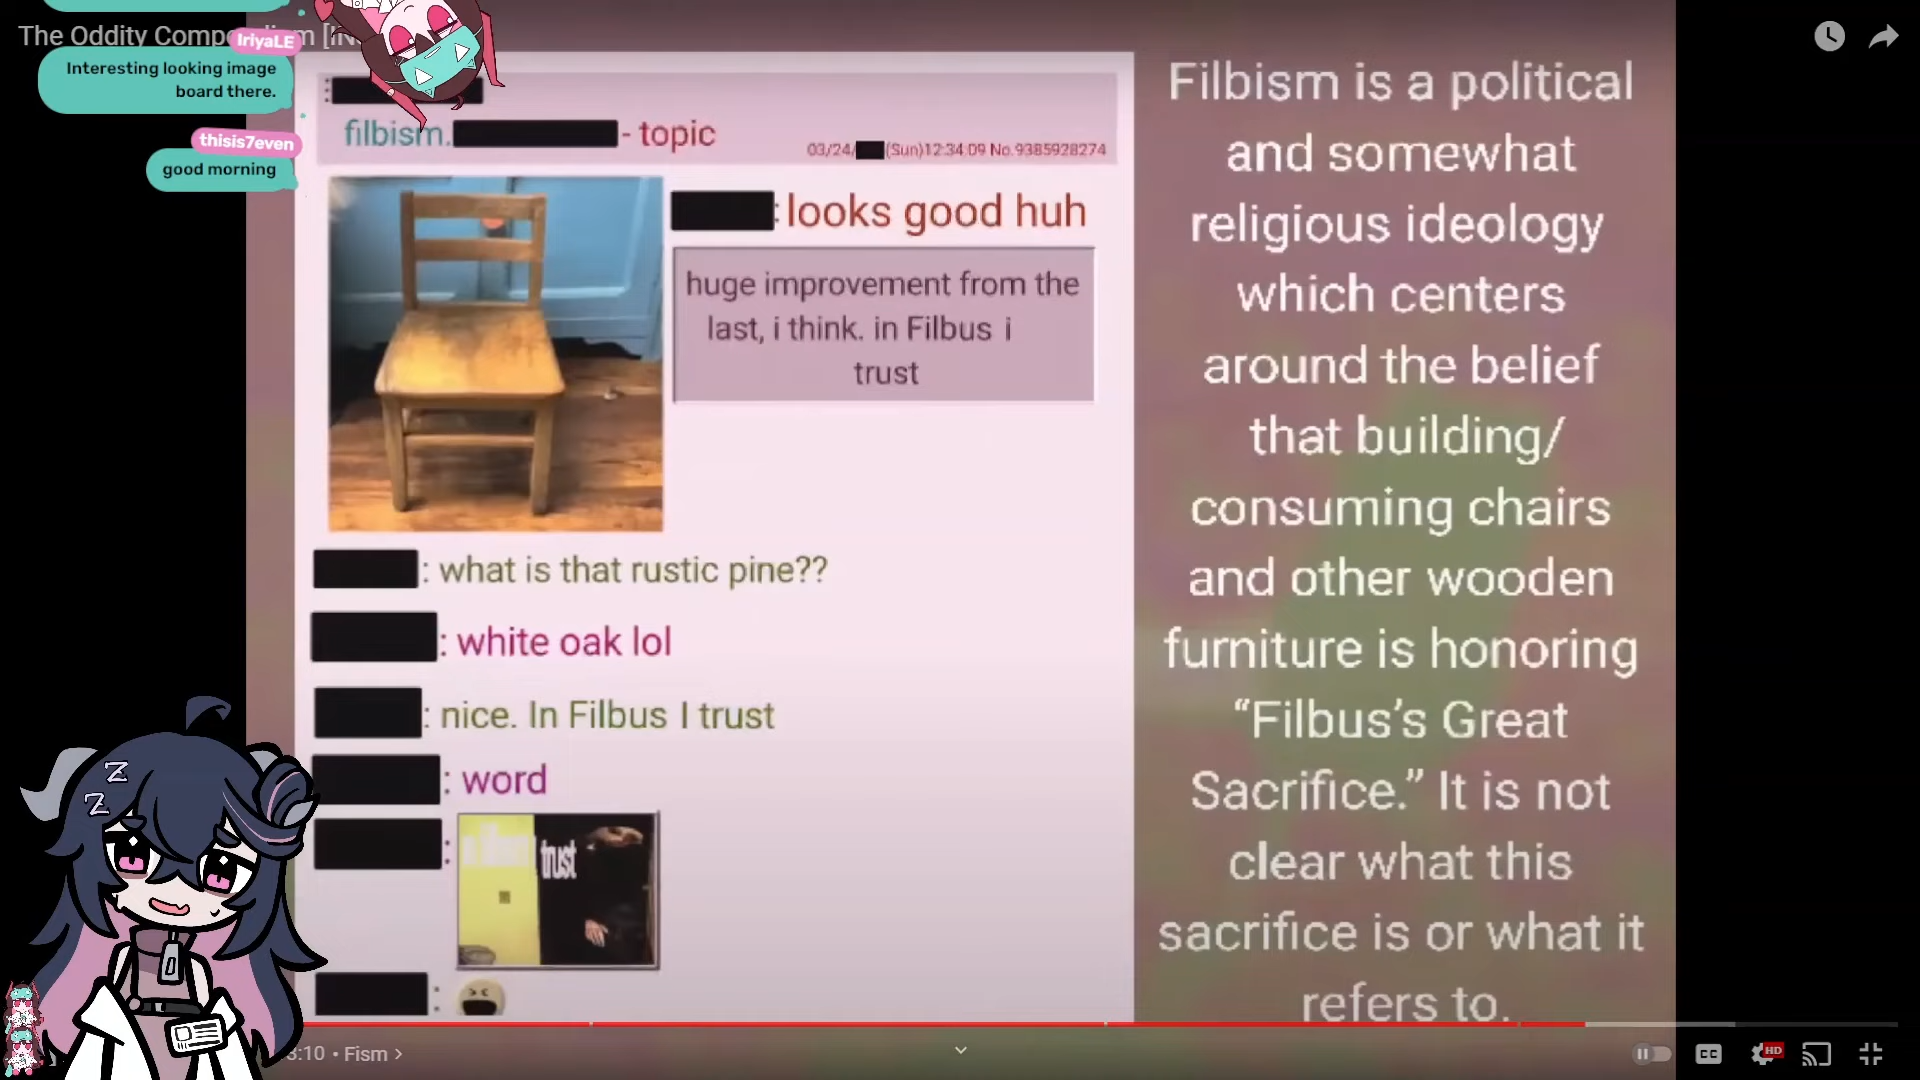 The Oddity Comp
IriyaLE
Interesting looking image
board there.
thisis7even
good morning
filbism. - topic
03/24/ (Sun)12:34:09 No.9385928274
: looks good huh
huge improvement from the
last, i think. in Filbus i
trust
: what is that rustic pine??
: white oak lol
: nice. In Filbus I trust
: word
: trust
:
Filbism is a political
and somewhat
religious ideology
which centers
around the belief
that building/
consuming chairs
and other wooden
furniture is honoring
“Filbus’s Great
Sacrifice.” It is not
clear what this
sacrifice is or what it
refers to.
Z
Z
3:10 • Fism >
CC
HD